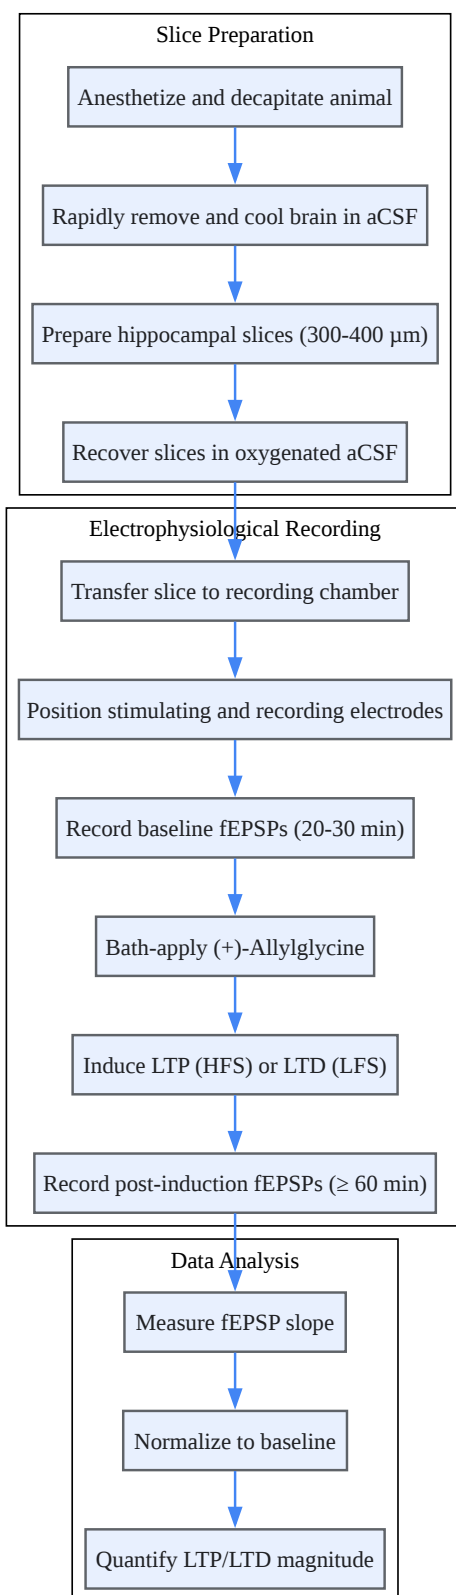 Slice Preparation
Anesthetize and decapitate animal
Rapidly remove and cool brain in aCSF
Prepare hippocampal slices (300-400 µm)
Recover slices in oxygenated aCSF
Electrophysiological Recording
Transfer slice to recording chamber
Position stimulating and recording electrodes
Record baseline fEPSPs (20-30 min)
Bath-apply (+)-Allylglycine
Induce LTP (HFS) or LTD (LFS)
Record post-induction fEPSPs (≥ 60 min)
Data Analysis
Measure fEPSP slope
Normalize to baseline
Quantify LTP/LTD magnitude